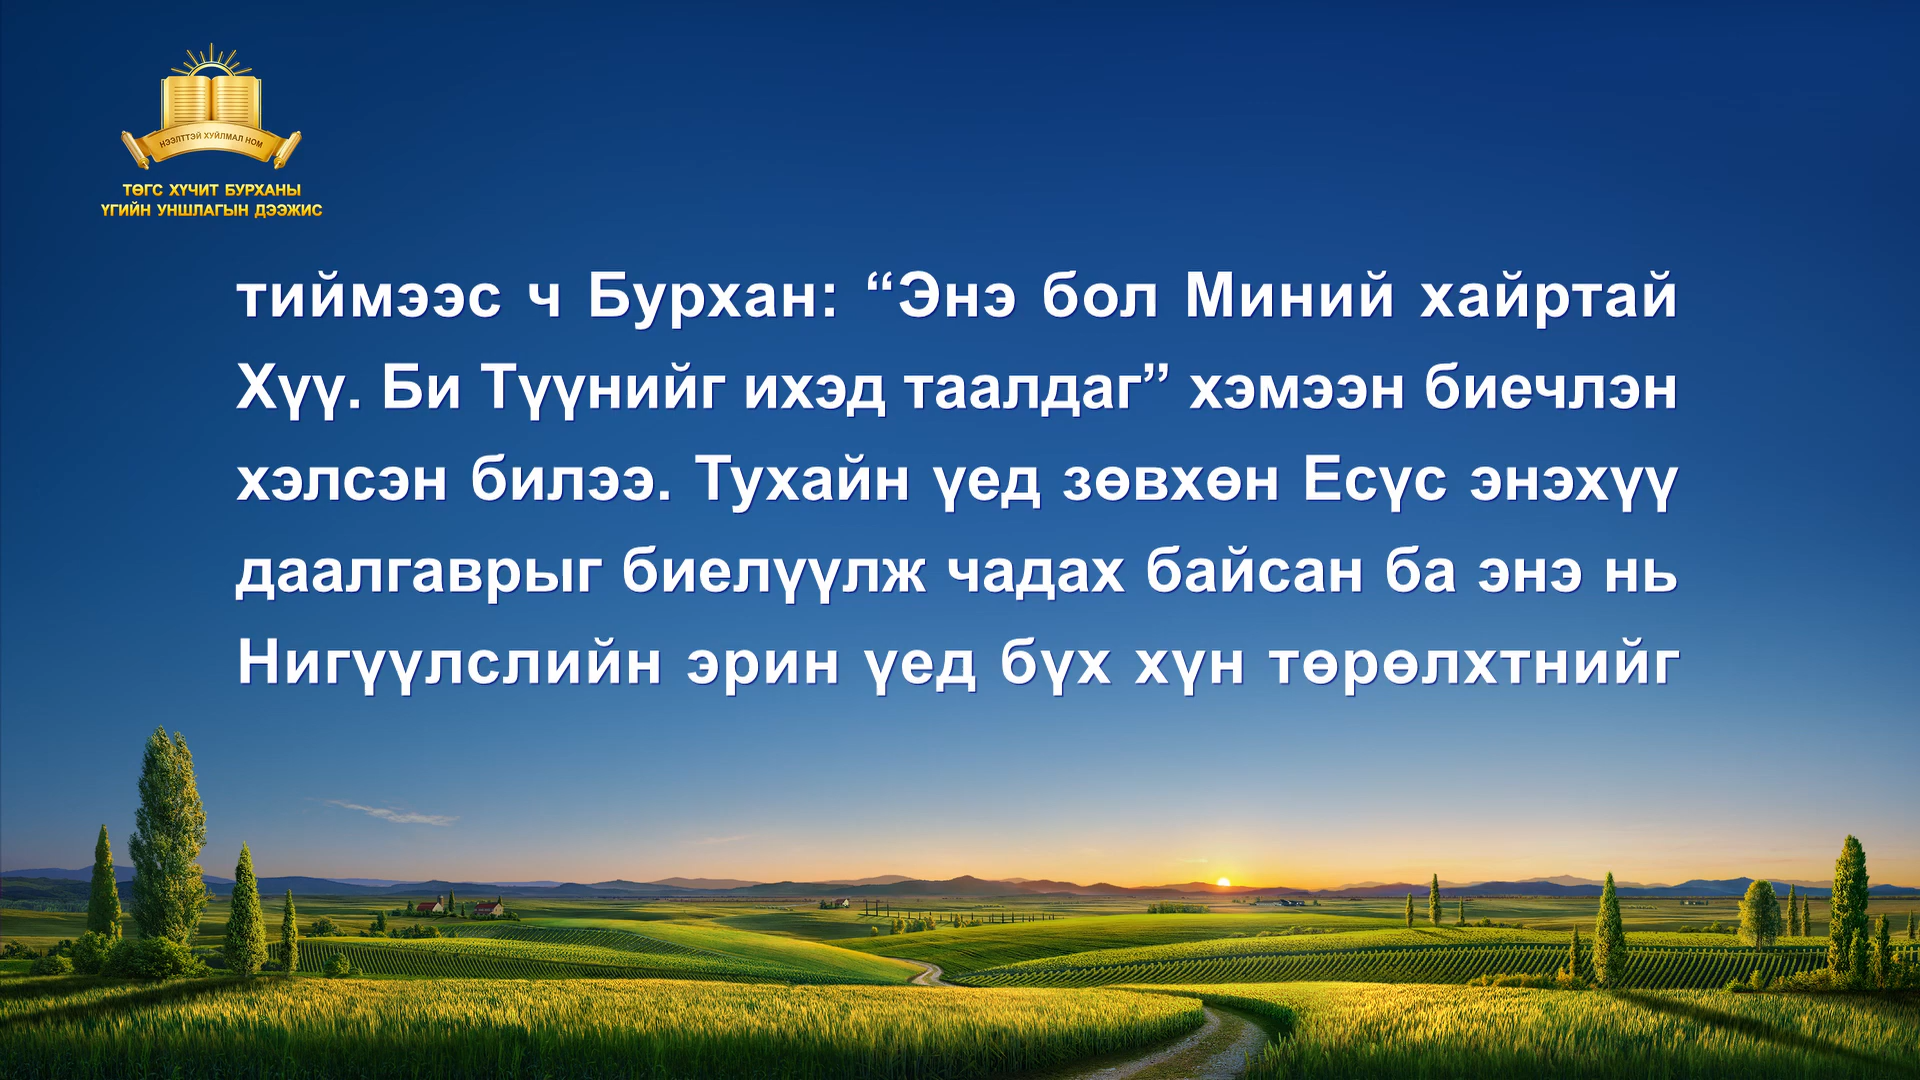 НЭЭЛТТЭЙ ХУЙЛМАЛ НОМ
ТӨГС ХҮЧИТ БУРХАНЫ
ҮГИЙН УНШЛАГЫН ДЭЭЖИС
тиймээс ч Бурхан: “Энэ бол Миний хайртай
Хүү. Би Түүнийг ихэд таалдаг” хэмээн биечлэн
хэлсэн билээ. Тухайн үед зөвхөн Есүс энэхүү
даалгаврыг биелүүлж чадах байсан ба энэ нь
Нигүүлслийн эрин үед бүх хүн төрөлхтнийг